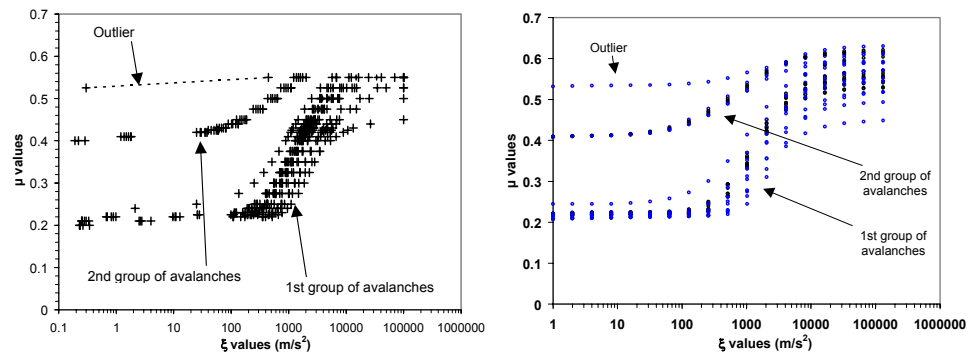 0.7
0.6
0.5
0.4
0.3
0.2
0.1
0
μ values
Outlier
2nd group of avalanches
1st group of avalanches
0.1
1
10
100
1000
10000
100000
1000000
ξ values (m/s²)
0.7
0.6
0.5
0.4
0.3
0.2
0.1
0
μ values
Outlier
2nd group of
avalanches
1st group of
avalanches
1
10
100
1000
10000
100000
1000000
ξ values (m/s²)